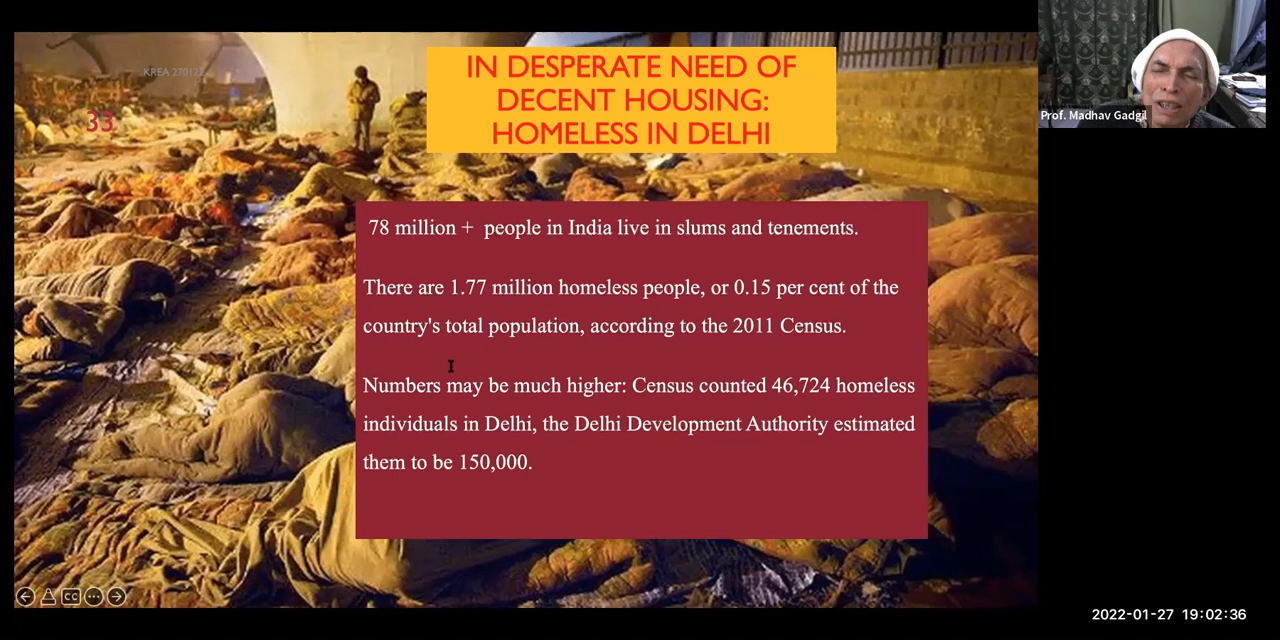 KREA 270122
33
IN DESPERATE NEED OF
DECENT HOUSING:
HOMELESS IN DELHI
Prof. Madhav Gadgil
78 million + people in India live in slums and tenements.
There are 1.77 million homeless people, or 0.15 per cent of the
country's total population, according to the 2011 Census.
Numbers may be much higher: Census counted 46,724 homeless
individuals in Delhi, the Delhi Development Authority estimated
them to be 150,000.
CC
2022-01-27 19:02:36